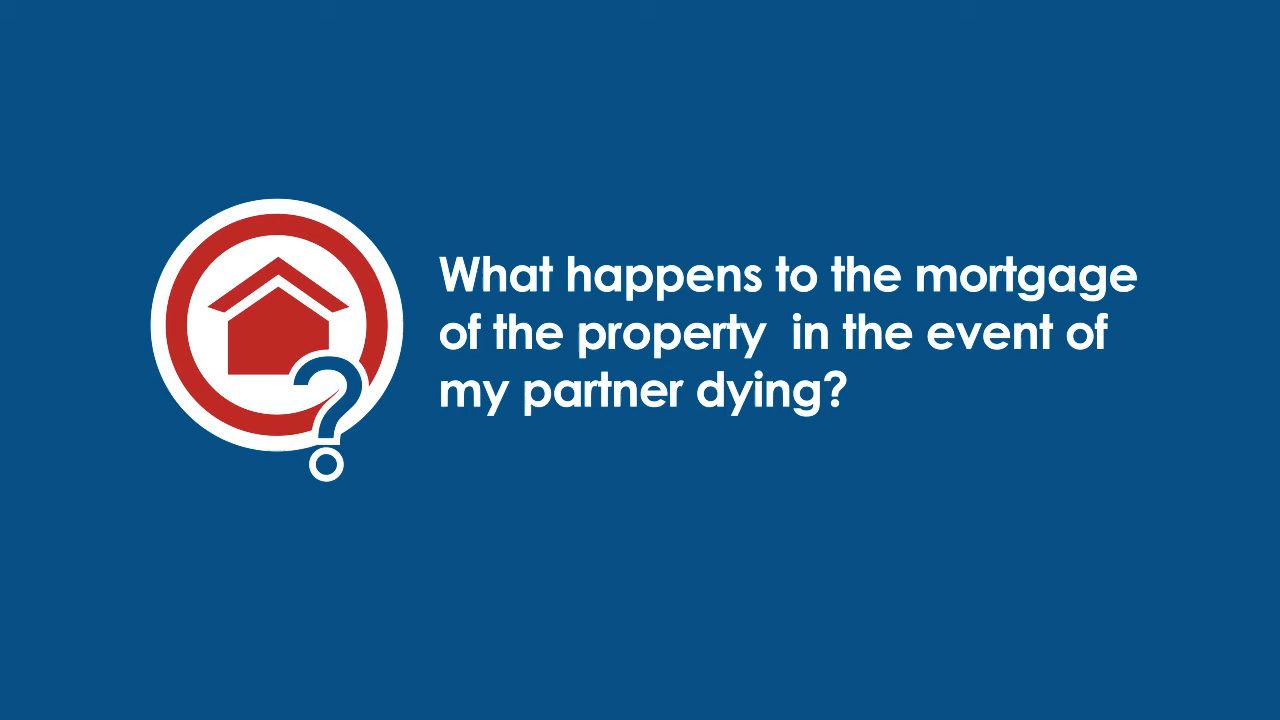 What happens to the mortgage
of the property  in the event of
my partner dying?